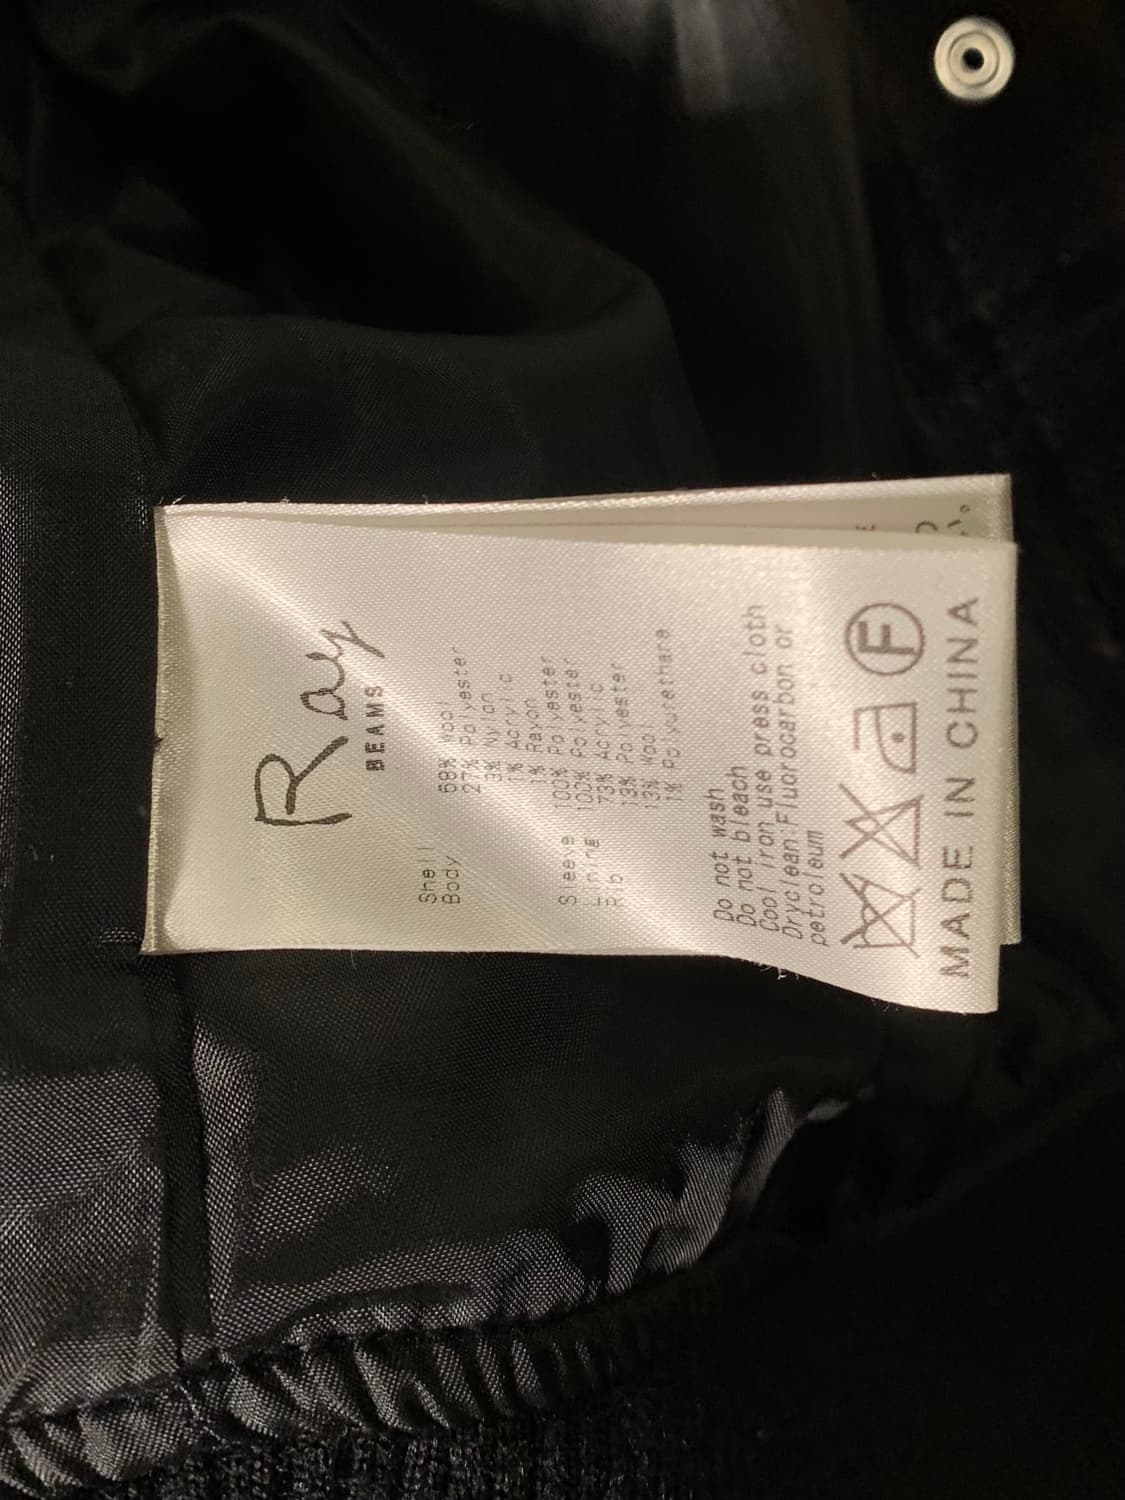 Ray
BEAMS
Shell
Body 68% Wool
27% Polyester
3% Nylon
1% Acrylic
1% Rayon
Sleeve 100% Polyester
Lining 100% Polyester
Rib 73% Acrylic
13% Polyester
13% Wool
1% Polyurethane
Do not wash
Do not bleach
Cool iron use press cloth
Dryclean:Fluorocarbon or
petroleum
F
MADE IN CHINA